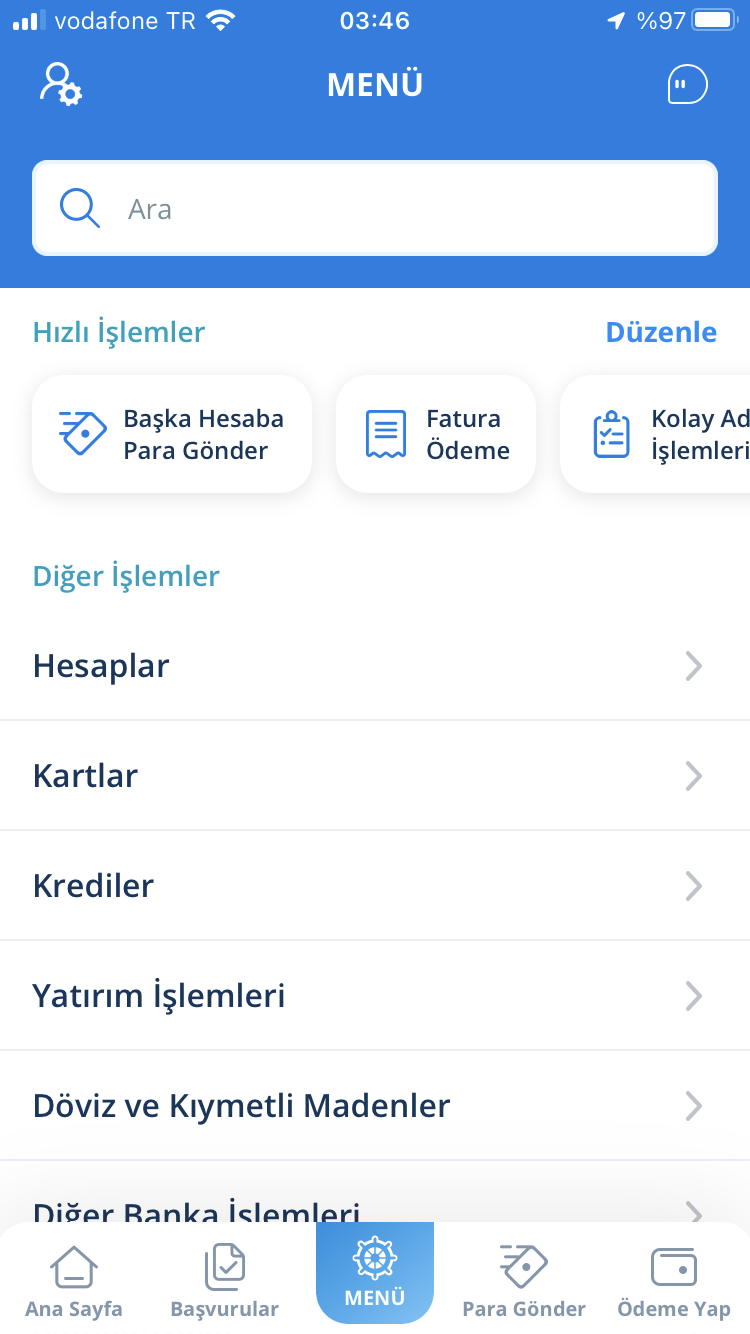 vodafone TR 03:46 %97
MENÜ
Ara
Hızlı İşlemler Düzenle
Başka Hesaba
Para Gönder
Fatura
Ödeme
Kolay Ad
İşlemleri
Diğer İşlemler
Hesaplar
Kartlar
Krediler
Yatırım İşlemleri
Döviz ve Kıymetli Madenler
Diğer Banka İşlemleri
Ana Sayfa Başvurular MENÜ Para Gönder Ödeme Yap